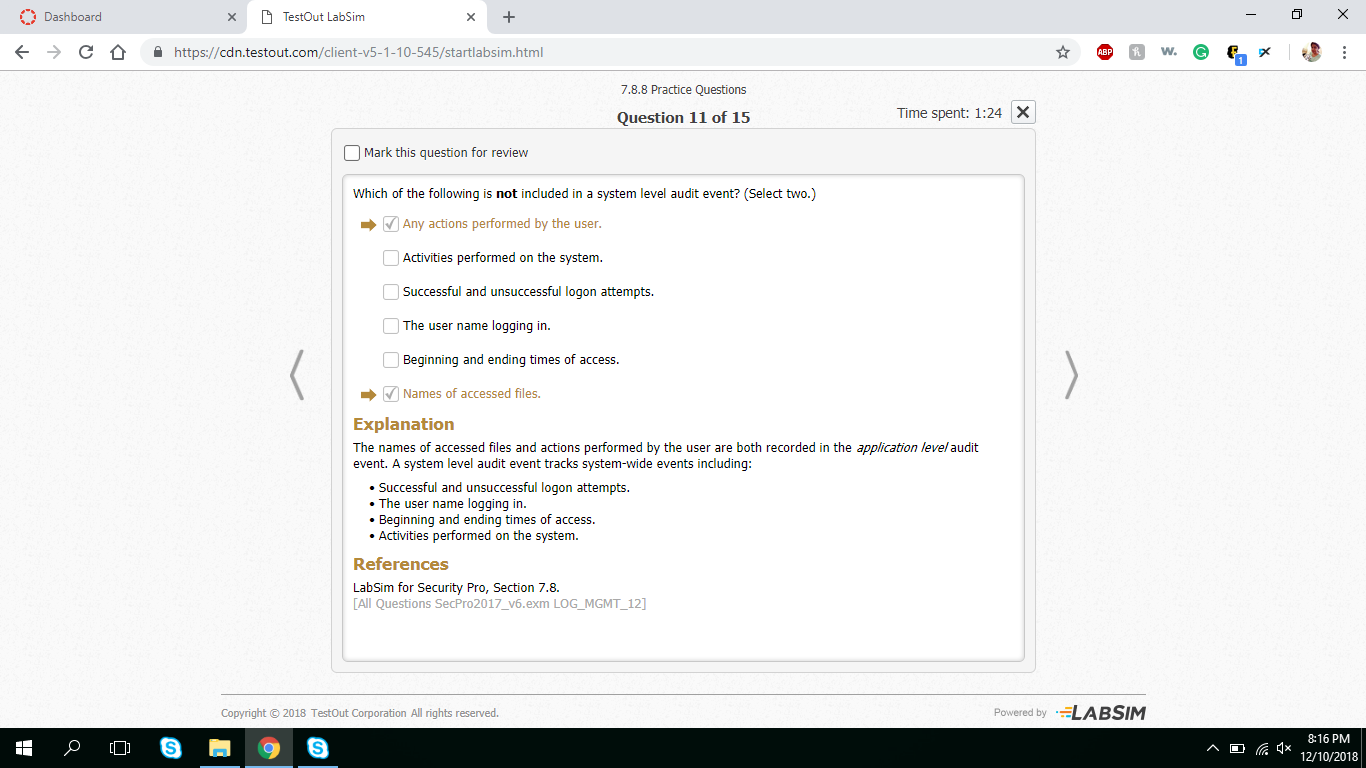 Dashboard
TestOut LabSim
https://cdn.testout.com/client-v5-1-10-545/startlabsim.html
ABP
w.
1
7.8.8 Practice Questions
Question 11 of 15
Time spent: 1:24
Mark this question for review
Which of the following is not included in a system level audit event? (Select two.)
Any actions performed by the user.
Activities performed on the system.
Successful and unsuccessful logon attempts.
The user name logging in.
Beginning and ending times of access.
Names of accessed files.
Explanation
The names of accessed files and actions performed by the user are both recorded in the application level audit
event. A system level audit event tracks system-wide events including:
• Successful and unsuccessful logon attempts.
• The user name logging in.
• Beginning and ending times of access.
• Activities performed on the system.
References
LabSim for Security Pro, Section 7.8.
[All Questions SecPro2017_v6.exm LOG_MGMT_12]
Copyright © 2018 TestOut Corporation All rights reserved.
Powered by LABSIM
8:16 PM
12/10/2018